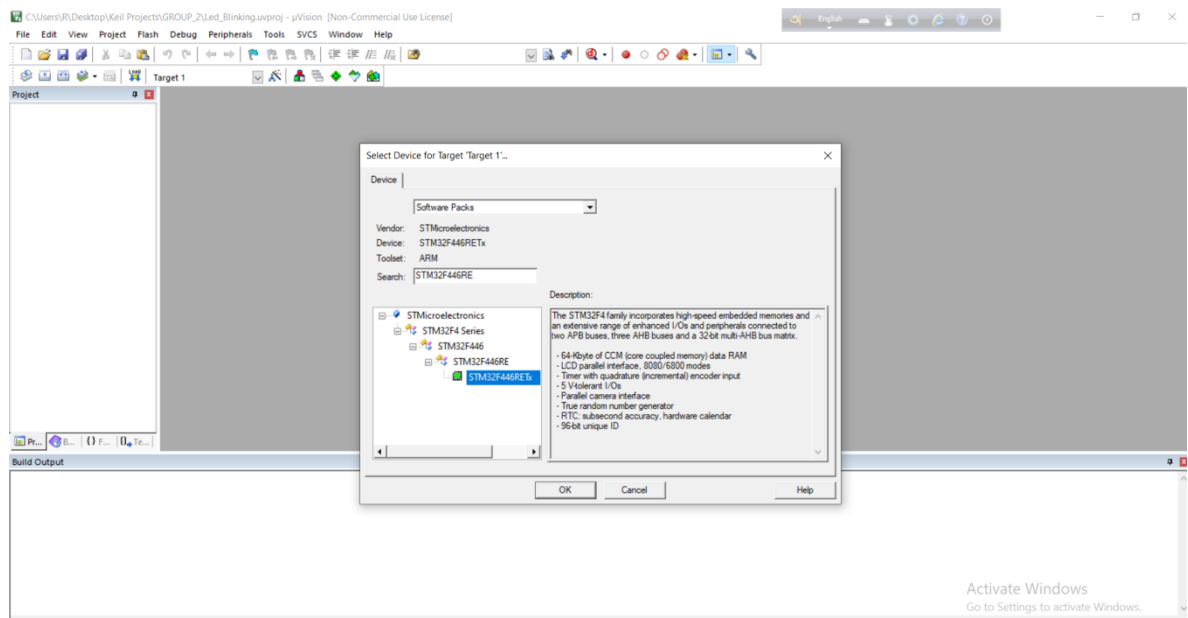 C:\Users\R\Desktop\Keil Projects\GROUP_2\Led_Blinking.uvproj - µVision [Non-Commercial Use License]
English
File Edit View Project Flash Debug Peripherals Tools SVCS Window Help
LOAD
Target 1
Project
Select Device for Target 'Target 1'...
Device
Software Packs
Vendor: STMicroelectronics
Device: STM32F446RETx
Toolset: ARM
Search: STM32F446RE
Description:
STMicroelectronics
STM32F4 Series
STM32F446
STM32F446RE
STM32F446RETx
The STM32F4 family incorporates high-speed embedded memories and
an extensive range of enhanced I/Os and peripherals connected to
two APB buses, three AHB buses and a 32-bit multi-AHB bus matrix.
- 64-Kbyte of CCM (core coupled memory) data RAM
- LCD parallel interface, 8080/6800 modes
- Timer with quadrature (incremental) encoder input
- 5 V-tolerant I/Os
- Parallel camera interface
- True random number generator
- RTC: subsecond accuracy, hardware calendar
- 96-bit unique ID
Pr... B... {} F... 0 Te...
Build Output
OK Cancel Help
Activate Windows
Go to Settings to activate Windows.